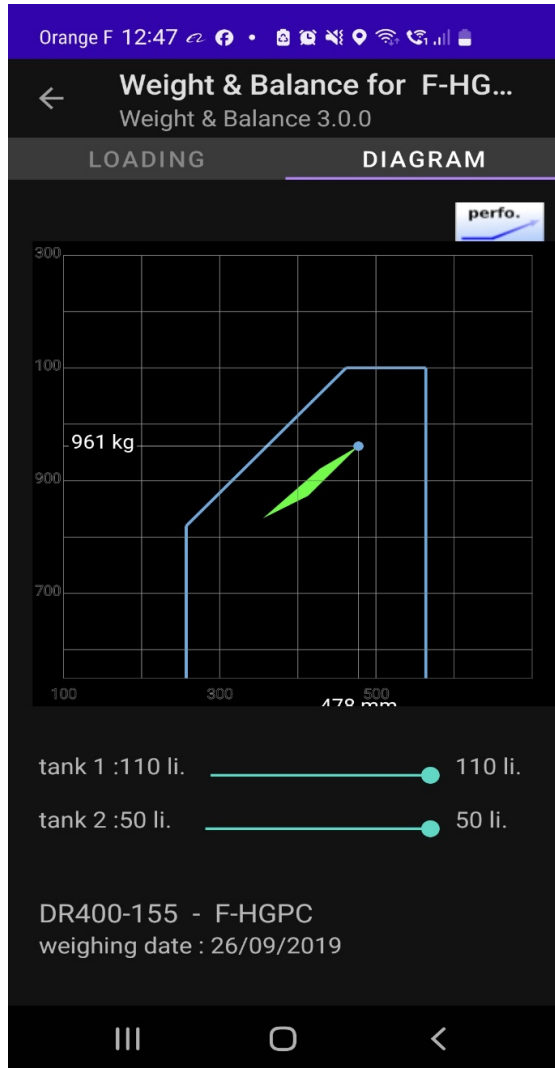 Orange F 12:47
Weight & Balance for F-HG...
Weight & Balance 3.0.0
LOADING DIAGRAM
perfo.
300
100
961 kg
900
700
100 300 500
478 mm
tank 1 :110 li. 110 li.
tank 2 :50 li. 50 li.
DR400-155 - F-HGPC
weighing date : 26/09/2019